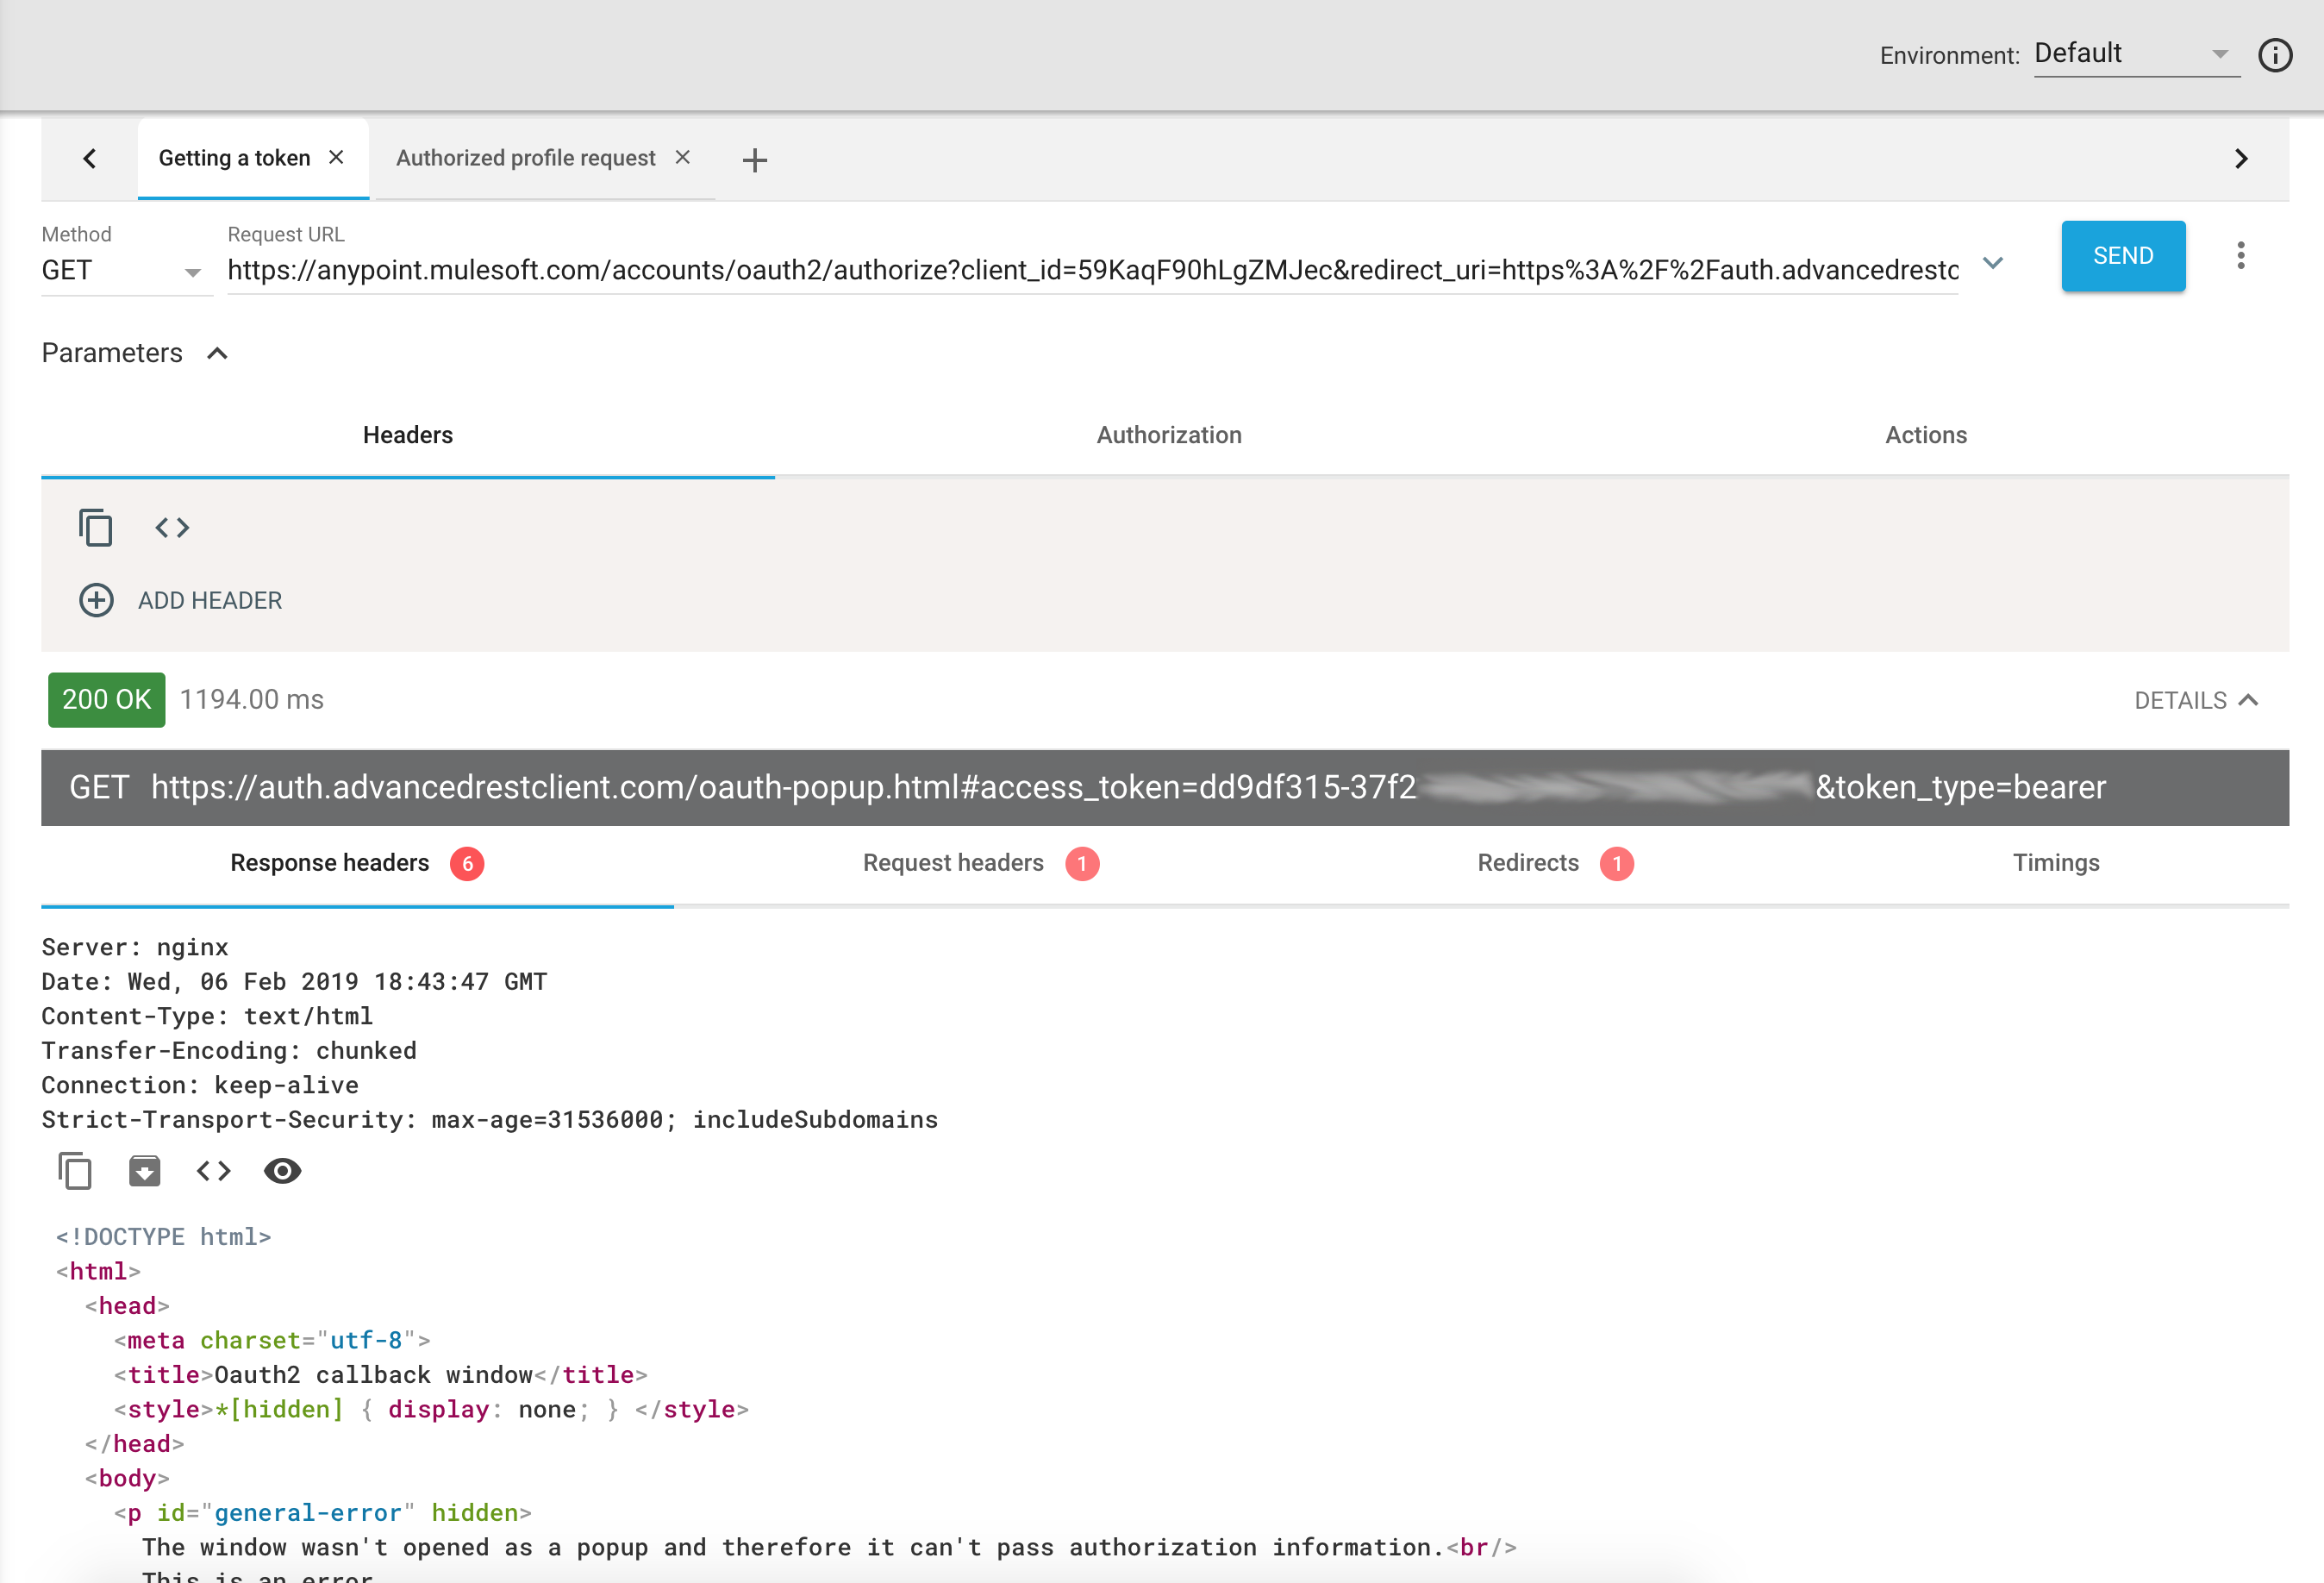 Environment: Default
Getting a token Authorized profile request
Method
Request URL
GET
https://anypoint.mulesoft.com/accounts/oauth2/authorize?client_id=59KaqF90hLgZMJec&redirect_uri=https%3A%2F%2Fauth.advancedrestc
SEND
Parameters
Headers Authorization Actions
ADD HEADER
200 OK 1194.00 ms DETAILS
GET https://auth.advancedrestclient.com/oauth-popup.html#access_token=dd9df315-37f2 &token_type=bearer
Response headers 6 Request headers 1 Redirects 1 Timings
Server: nginx
Date: Wed, 06 Feb 2019 18:43:47 GMT
Content-Type: text/html
Transfer-Encoding: chunked
Connection: keep-alive
Strict-Transport-Security: max-age=31536000; includeSubdomains
<!DOCTYPE html>
<html>
<head>
<meta charset="utf-8">
<title>Oauth2 callback window</title>
<style>*[hidden] { display: none; } </style>
</head>
<body>
<p id="general-error" hidden>
The window wasn't opened as a popup and therefore it can't pass authorization information.<br/>
This is an error